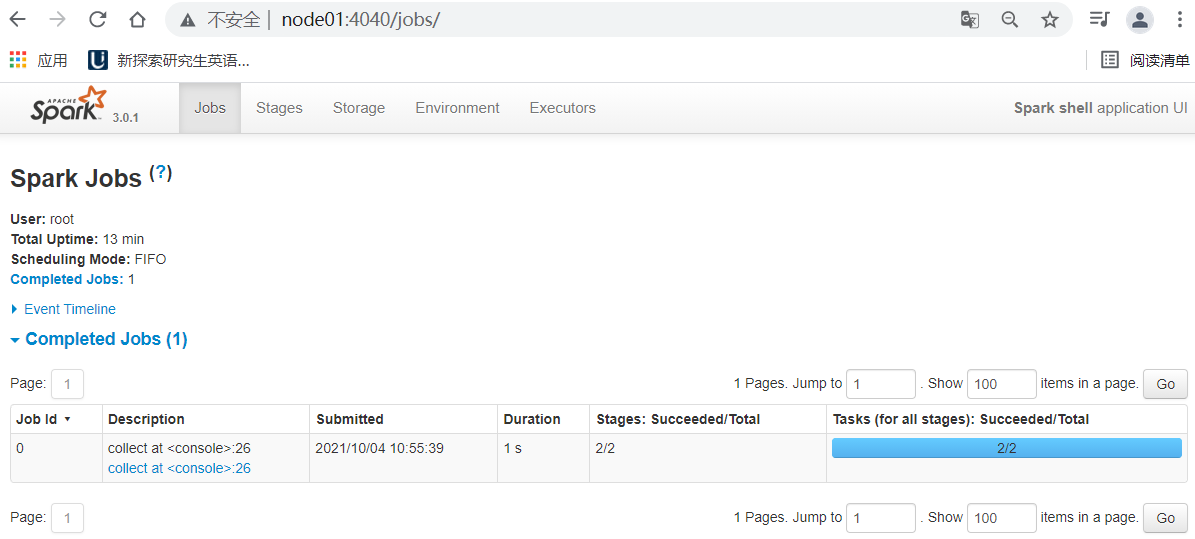 不安全 | node01:4040/jobs/
应用 新探索研究生英语... 阅读清单
APACHE Spark 3.0.1 Jobs Stages Storage Environment Executors Spark shell application UI
Spark Jobs (?)
User: root
Total Uptime: 13 min
Scheduling Mode: FIFO
Completed Jobs: 1
Event Timeline
Completed Jobs (1)
Page: 1 1 Pages. Jump to 1 . Show 100 items in a page. Go
Job Id Description Submitted Duration Stages: Succeeded/Total Tasks (for all stages): Succeeded/Total
0 collect at <console>:26 2021/10/04 10:55:39 1 s 2/2 2/2
collect at <console>:26
Page: 1 1 Pages. Jump to 1 . Show 100 items in a page. Go